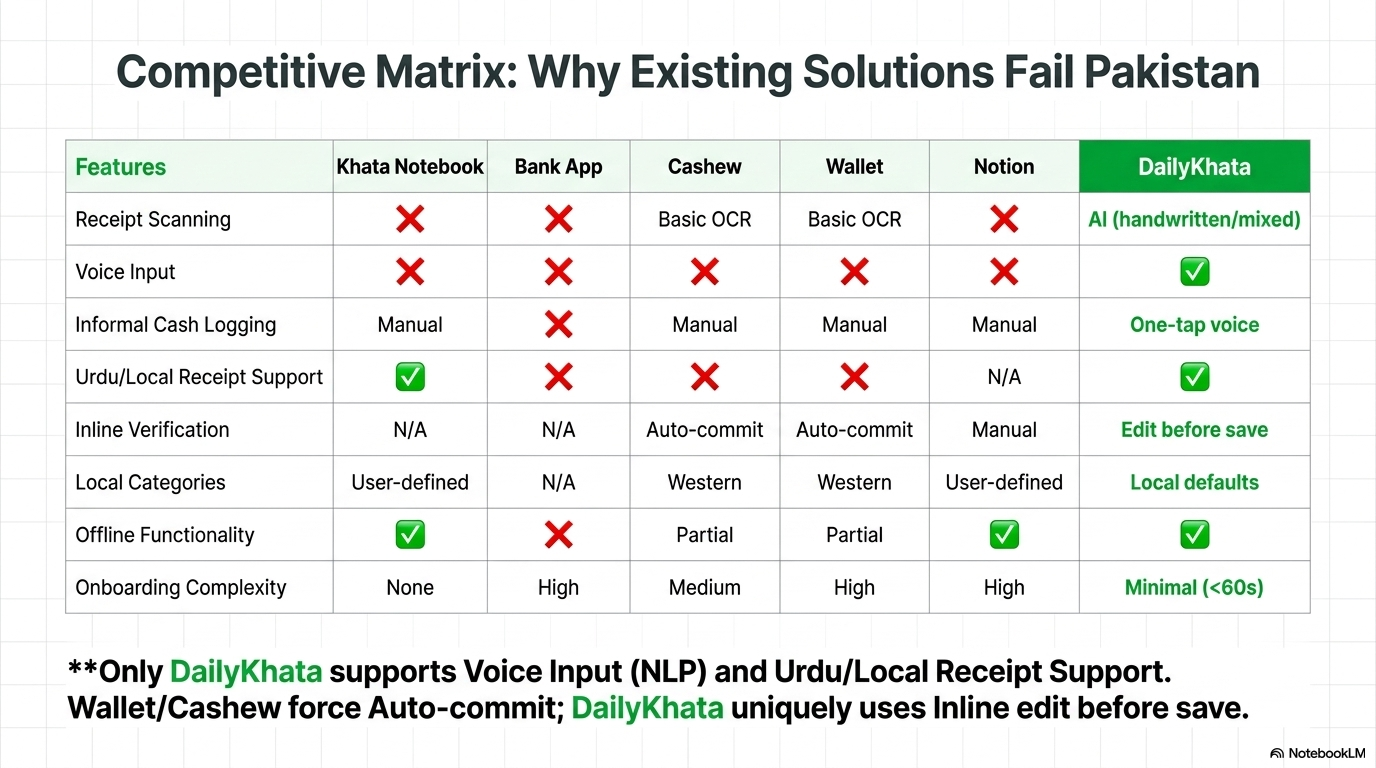 Competitive Matrix: Why Existing Solutions Fail Pakistan
Features Khata Notebook Bank App Cashew Wallet Notion DailyKhata
Receipt Scanning ❌ ❌ Basic OCR Basic OCR ❌ AI (handwritten/mixed)
Voice Input ❌ ❌ ❌ ❌ ❌ ✅
Informal Cash Logging Manual ❌ Manual Manual Manual One-tap voice
Urdu/Local Receipt Support ✅ ❌ ❌ ❌ N/A ✅
Inline Verification N/A N/A Auto-commit Auto-commit Manual Edit before save
Local Categories User-defined N/A Western Western User-defined Local defaults
Offline Functionality ✅ ❌ Partial Partial ✅ ✅
Onboarding Complexity None High Medium High High Minimal (<60s)
**Only DailyKhata supports Voice Input (NLP) and Urdu/Local Receipt Support.
Wallet/Cashew force Auto-commit; DailyKhata uniquely uses Inline edit before save.
NotebookLM